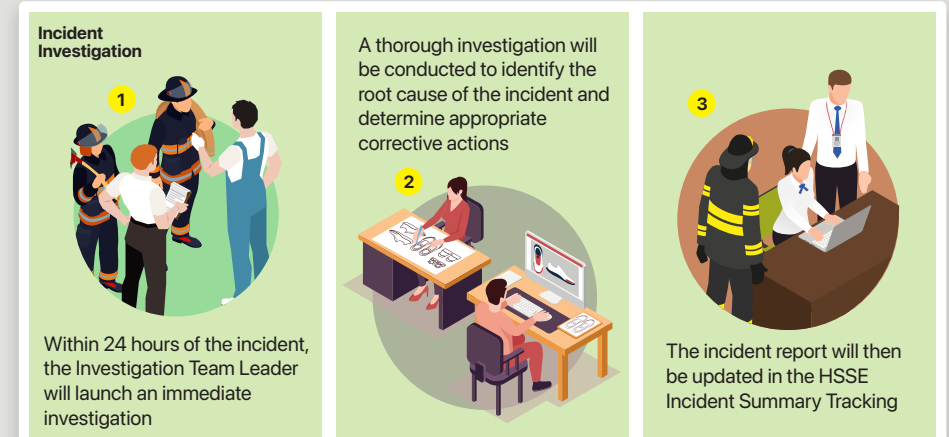 Incident
Investigation
1
Within 24 hours of the incident,
the Investigation Team Leader
will launch an immediate
investigation
A thorough investigation will
be conducted to identify the
root cause of the incident and
determine appropriate
corrective actions
2
3
The incident report will then
be updated in the HSSE
Incident Summary Tracking